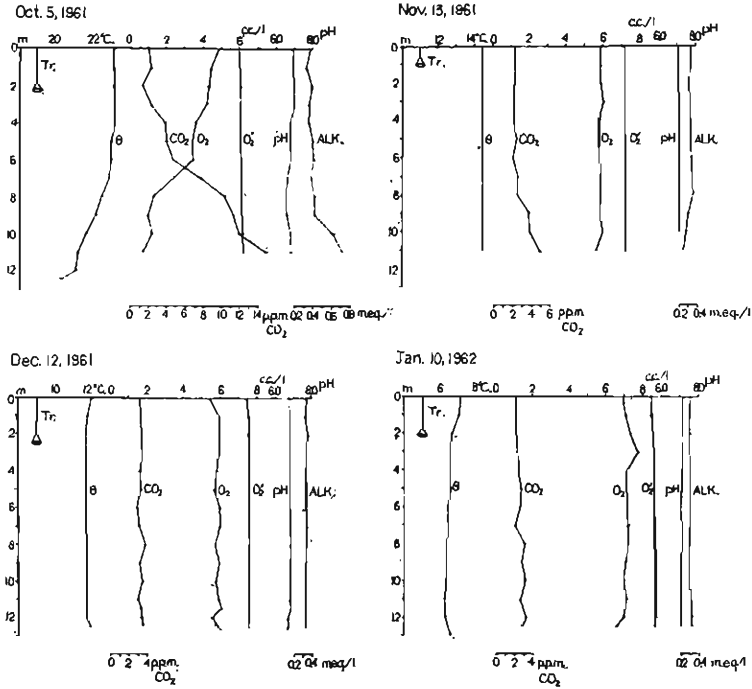 Oct. 5, 1961
m 20 22°C. 0 2 4 6 c.c./l 8 60 80 pH
0
2
4
6
8
10
12
Tr.
θ CO2 O2 O2' pH ALK.
0 2 4 6 8 10 12 14 ppm 0.2 0.4 0.6 0.8 meq/l
CO2
Nov. 13, 1961
m 12 14°C. 0 2 4 6 c.c./l 8 60 80 pH
0
2
4
6
8
10
12
Tr.
θ CO2 O2 O2' pH ALK.
0 2 4 6 ppm 0.2 0.4 meq/l
CO2
Dec. 12, 1961
m 10 12°C. 0 2 4 6 c.c./l 8 60 80 pH
0
2
4
6
8
10
12
Tr.
θ CO2 O2 O2' pH ALK.
0 2 4 ppm. 0.2 0.4 meq/l
CO2
Jan. 10, 1962
m 6 8°C. 0 2 4 6 c.c./l 8 60 80 pH
0
2
4
6
8
10
12
Tr.
θ CO2 O2 O2' pH ALK.
0 2 4 ppm. 0.2 0.4 meq/l
CO2